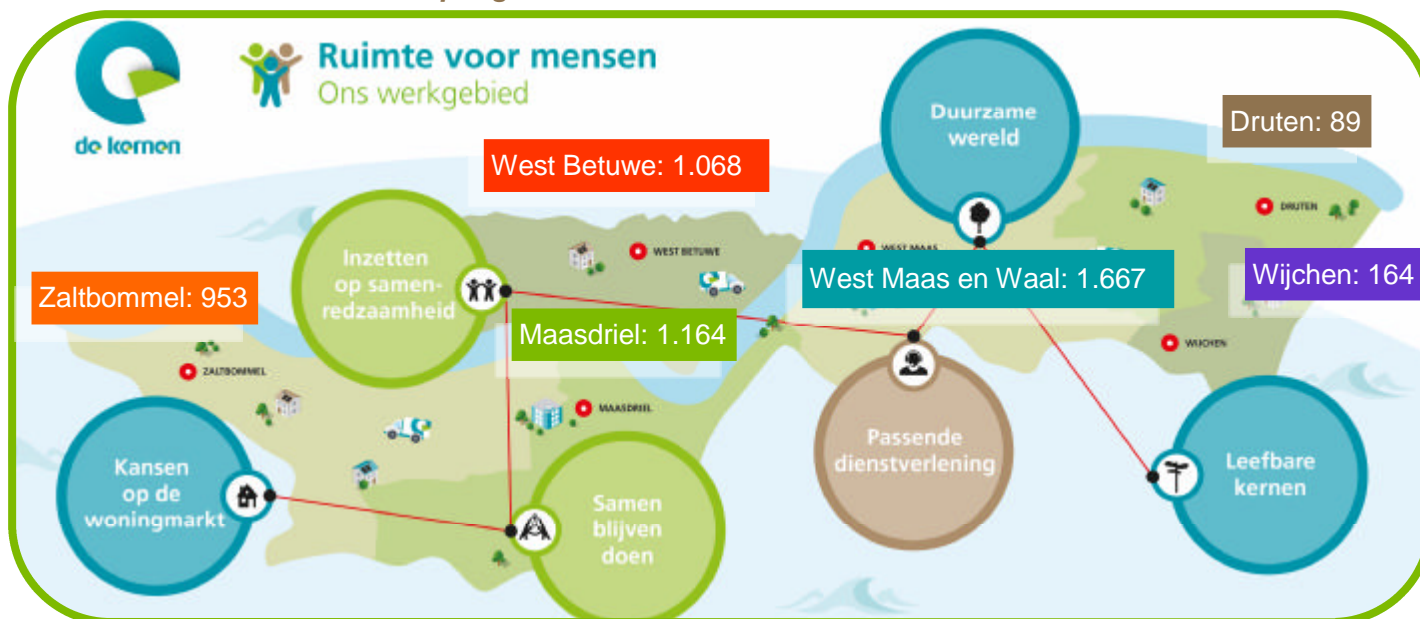 de kernen
Ruimte voor mensen
Ons werkgebied
Duurzame
wereld
Druten: 89
West Betuwe: 1.068
DRUTEN
Inzetten
op samen-
redzaamheid
WEST BETUWE
WEST MAAS
West Maas en Waal: 1.667
Wijchen: 164
Zaltbommel: 953
Maasdriel: 1.164
WIJCHEN
ZALTBOMMEL
MAASDRIEL
Passende
dienstverlening
Kansen
op de
woningmarkt
Samen
blijven
doen
Leefbare
kernen